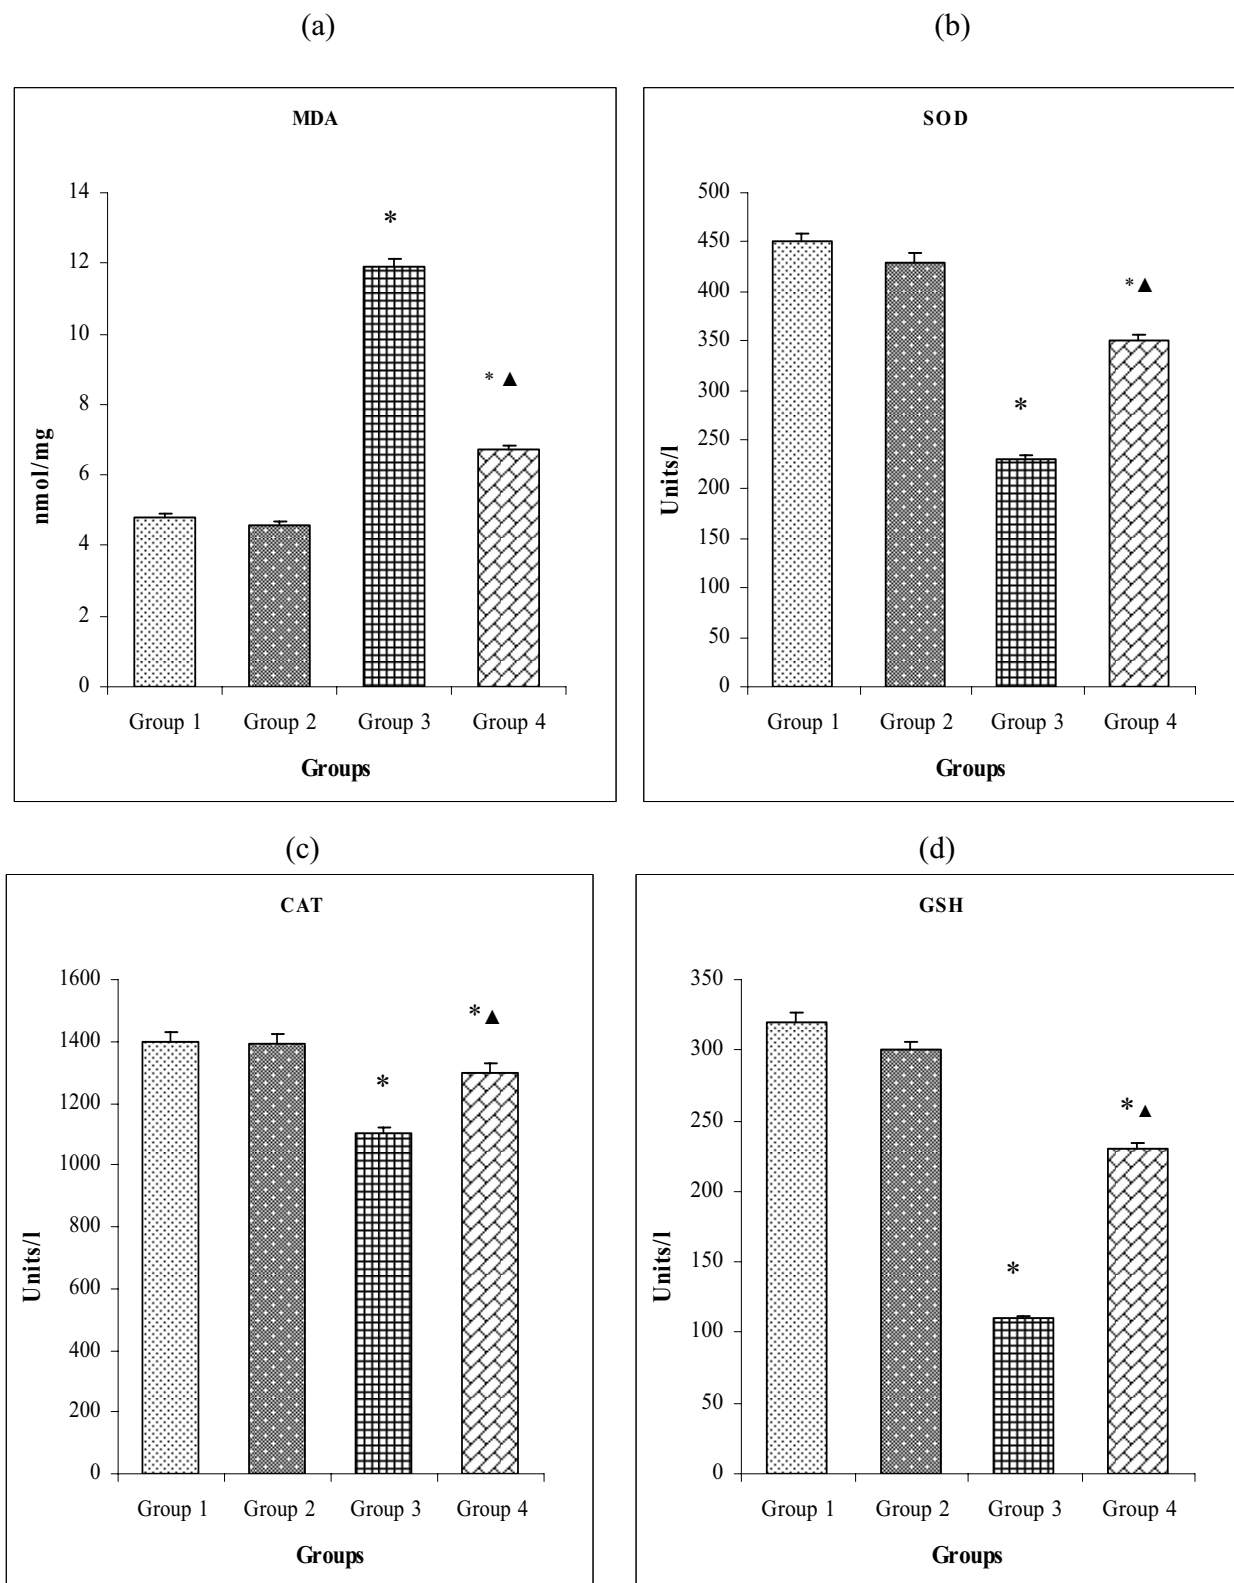 (a)
MDA
14
12
10
8
6
4
2
0
nmol/mg
*
* ▲
Group 1 Group 2 Group 3 Group 4
Groups
(b)
SOD
500
450
400
350
300
250
200
150
100
50
0
Units/l
*
* ▲
Group 1 Group 2 Group 3 Group 4
Groups
(c)
CAT
1600
1400
1200
1000
800
600
400
200
0
Units/l
*
* ▲
Group 1 Group 2 Group 3 Group 4
Groups
(d)
GSH
350
300
250
200
150
100
50
0
Units/l
*
* ▲
Group 1 Group 2 Group 3 Group 4
Groups